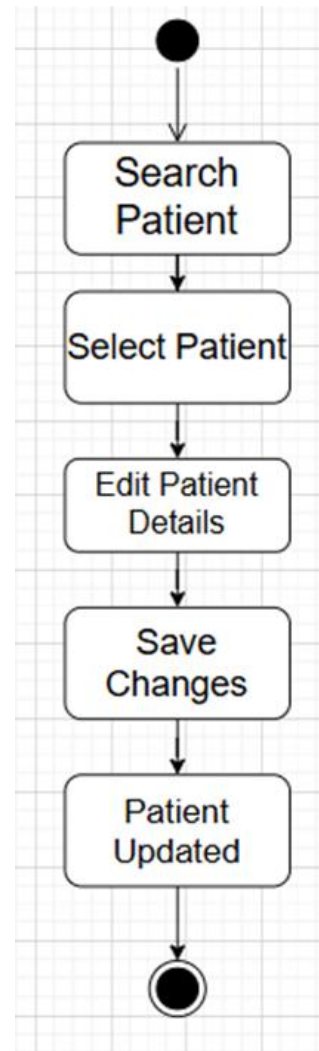 Search
Patient
Select Patient
Edit Patient
Details
Save
Changes
Patient
Updated